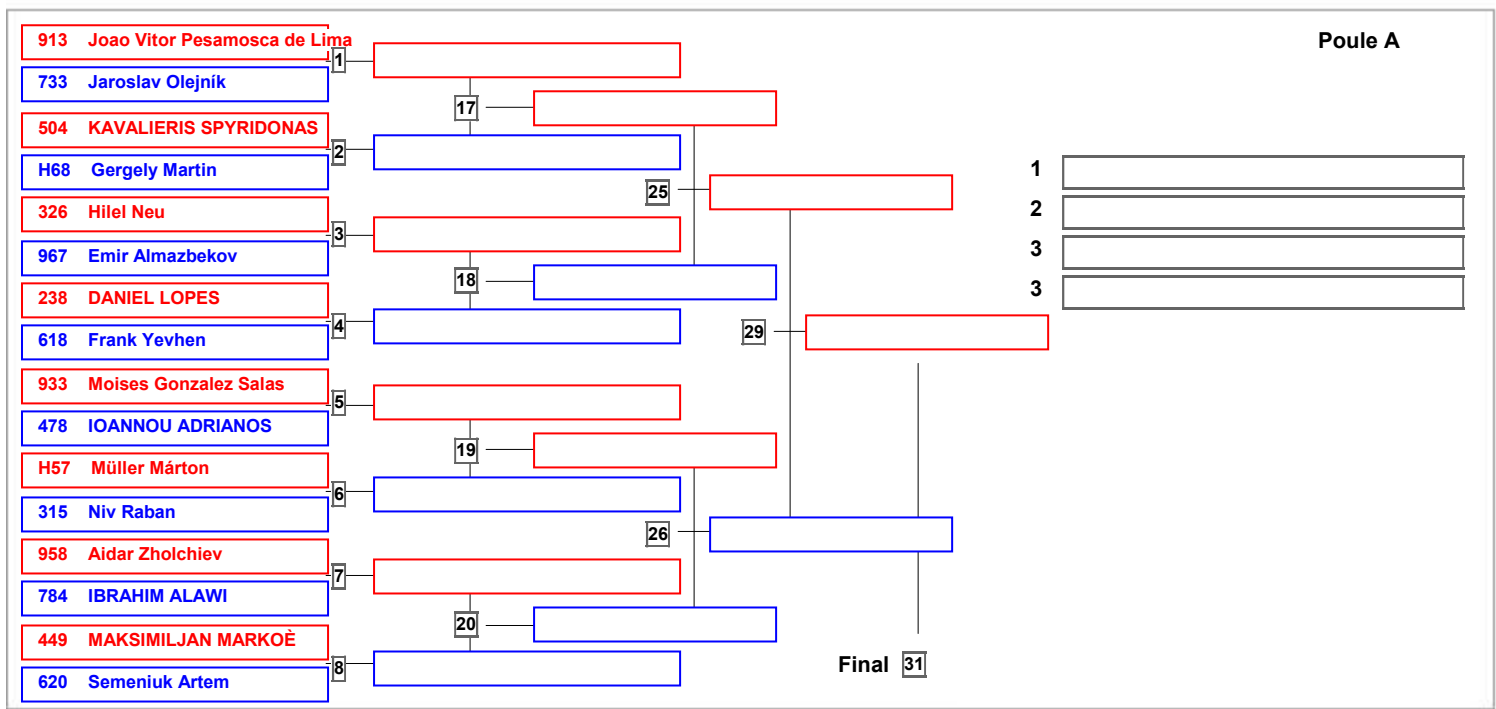 Poule A
913 Joao Vitor Pesamosca de Lima
1
733 Jaroslav Olejník
17
504 KAVALIERIS SPYRIDONAS
2
H68 Gergely Martin
1
25
326 Hilel Neu
2
3
967 Emir Almazbekov
3
18
238 DANIEL LOPES
3
4
618 Frank Yevhen
29
933 Moises Gonzalez Salas
5
478 IOANNOU ADRIANOS
19
H57 Müller Márton
6
315 Niv Raban
26
958 Aidar Zholchiev
7
784 IBRAHIM ALAWI
20
449 MAKSIMILJAN MARKOÈ
8
Final 31
620 Semeniuk Artem